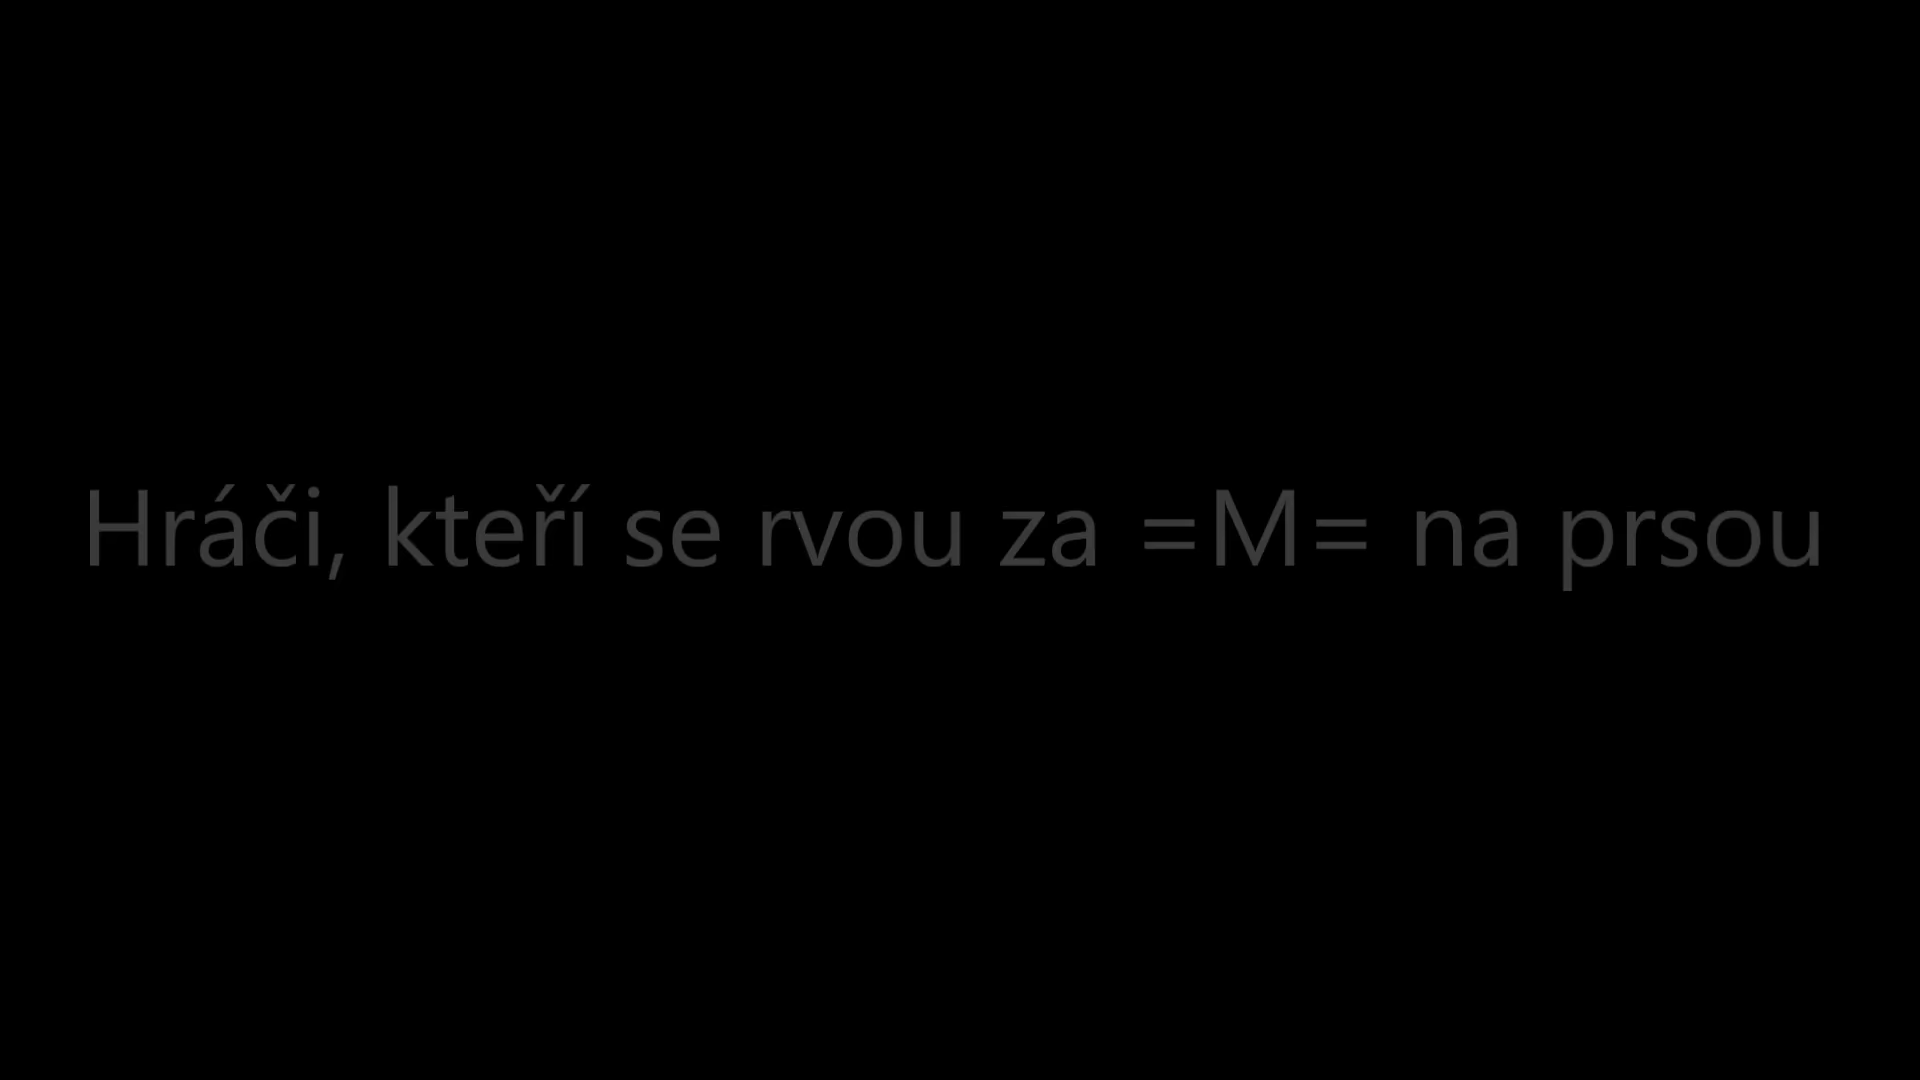 Hráči, kteří se rvou za =M= na prsou